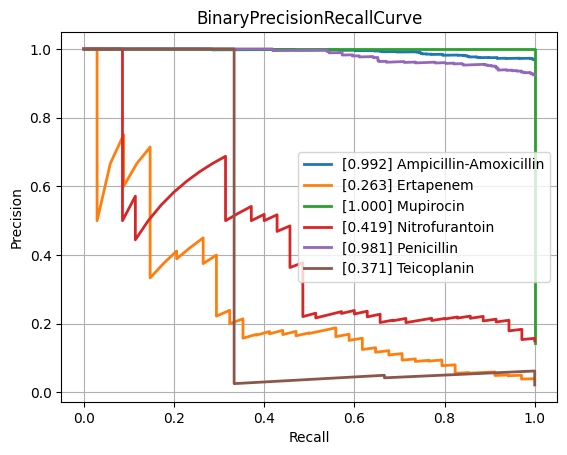 BinaryPrecisionRecallCurve
1.0
0.8
0.6
0.4
0.2
0.0
Precision
[0.992] Ampicillin-Amoxicillin
[0.263] Ertapenem
[1.000] Mupirocin
[0.419] Nitrofurantoin
[0.981] Penicillin
[0.371] Teicoplanin
0.0 0.2 0.4 0.6 0.8 1.0
Recall